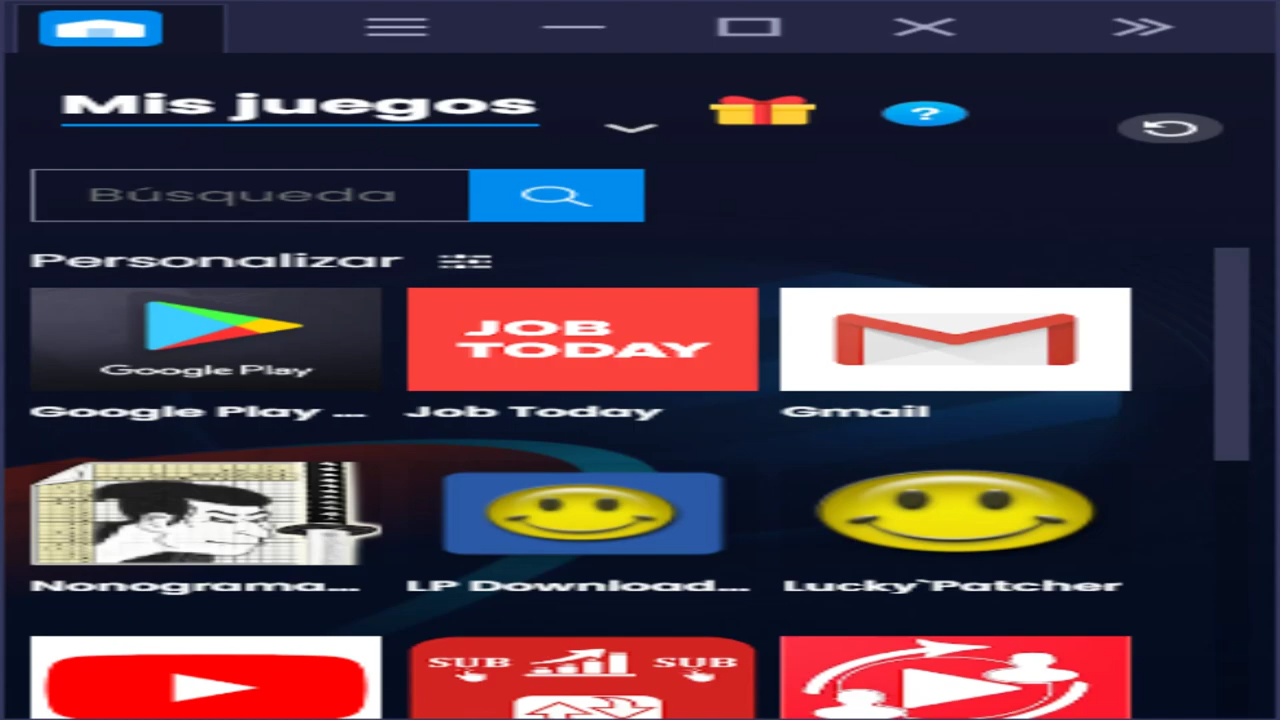 Mis juegos
?
Búsqueda
Personalizar
Google Play
JOB
TODAY
Google Play ...
Job Today
Gmail
Nonograma...
LP Download...
Lucky`Patcher
SUB
SUB